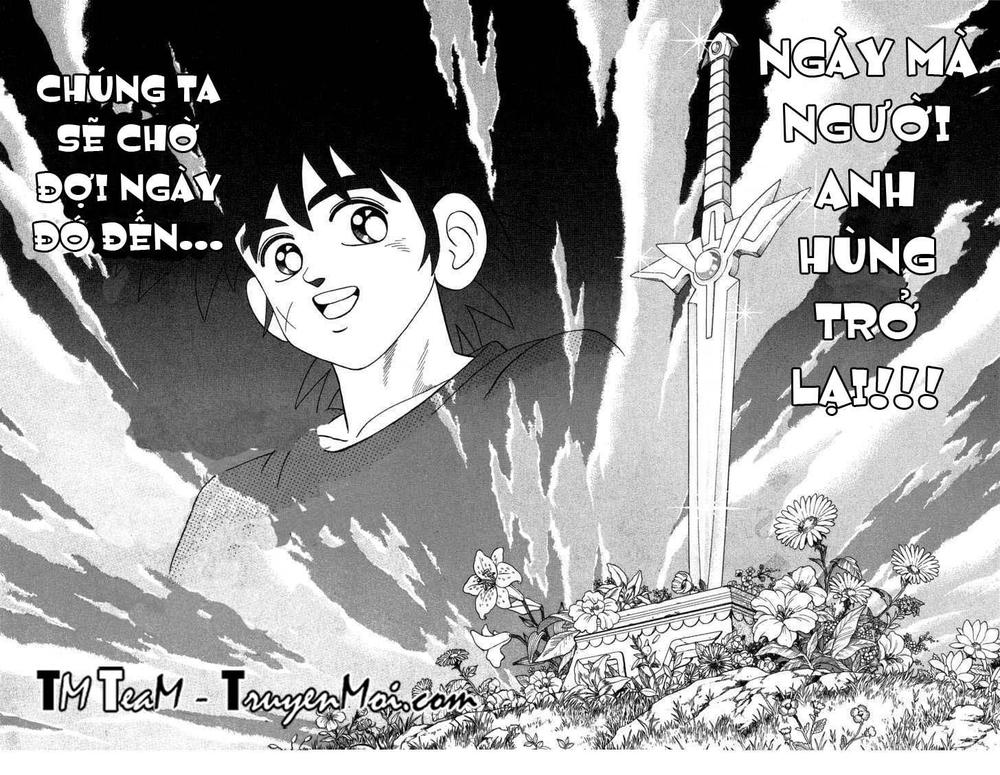 CHÚNG TA
SẼ CHỜ
ĐỢI NGÀY
ĐÓ ĐẾN...
NGÀY MÀ
NGƯỜI
ANH
HÙNG
TRỞ
LẠI!!!
TM TeaM - TruyenMoi.com